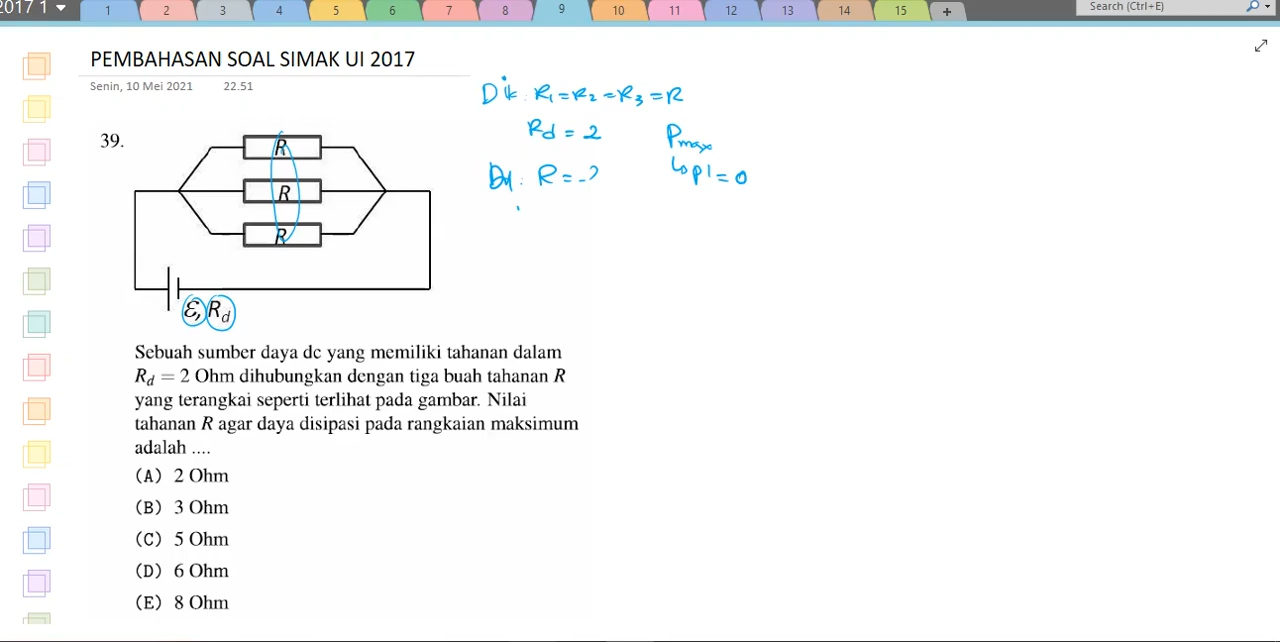 2017 1
1 2 3 4 5 6 7 8 9 10 11 12 13 14 15 +
Search (Ctrl+E)
PEMBAHASAN SOAL SIMAK UI 2017
Senin, 10 Mei 2021 22.51
Dik: R₁ = R₂ = R₃ = R
Rd = 2
Pmax
↳ P' = 0
Dit: R = ..?
39.
R
R
R
ℰ, Rd
Sebuah sumber daya dc yang memiliki tahanan dalam
Rd = 2 Ohm dihubungkan dengan tiga buah tahanan R
yang terangkai seperti terlihat pada gambar. Nilai
tahanan R agar daya disipasi pada rangkaian maksimum
adalah ....
(A) 2 Ohm
(B) 3 Ohm
(C) 5 Ohm
(D) 6 Ohm
(E) 8 Ohm